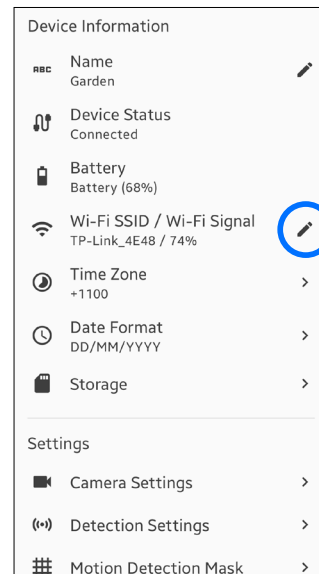 Device Information
ABC
Name
Garden
Device Status
Connected
Battery
Battery (68%)
Wi-Fi SSID / Wi-Fi Signal
TP-Link_4E48 / 74%
Time Zone
+1100
Date Format
DD/MM/YYYY
Storage
Settings
Camera Settings
Detection Settings
Motion Detection Mask